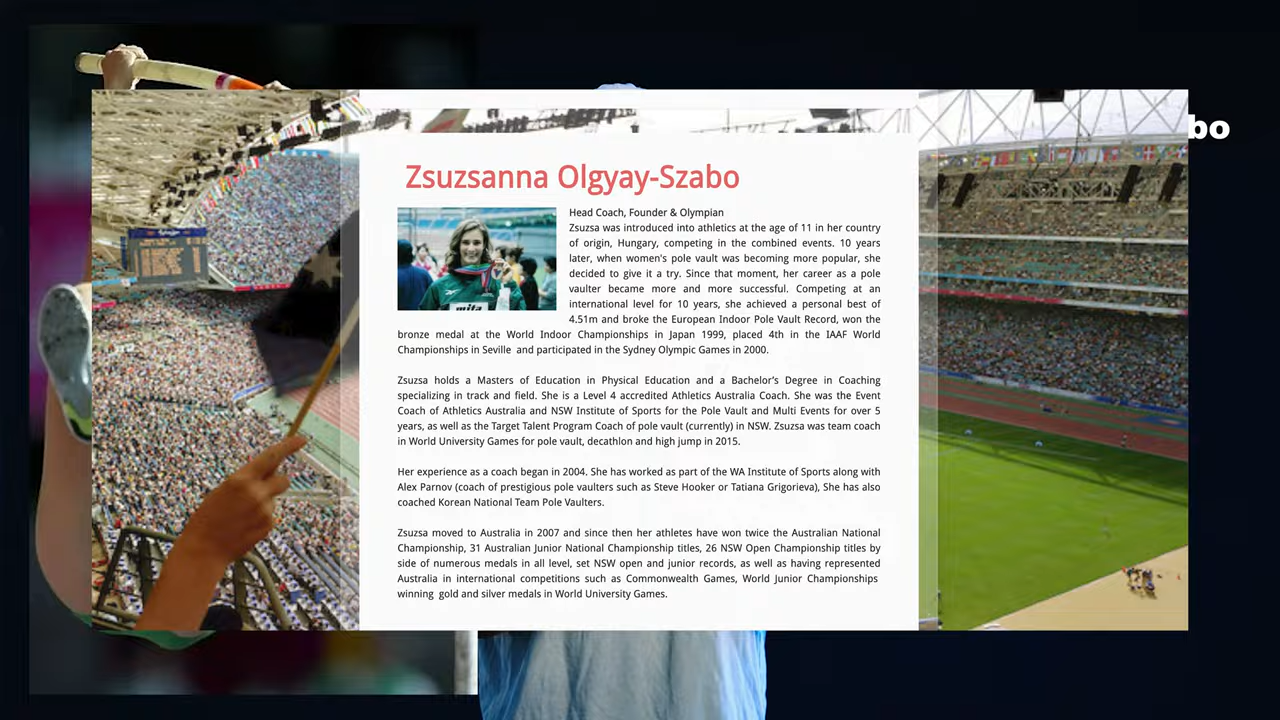 bo
Zsuzsanna Olgyay-Szabo
Head Coach, Founder & Olympian
Zsuzsa was introduced into athletics at the age of 11 in her country
of origin, Hungary, competing in the combined events. 10 years
later, when women's pole vault was becoming more popular, she
decided to give it a try. Since that moment, her career as a pole
vaulter became more and more successful. Competing at an
international level for 10 years, she achieved a personal best of
4.51m and broke the European Indoor Pole Vault Record, won the
bronze medal at the World Indoor Championships in Japan 1999, placed 4th in the IAAF World
Championships in Seville and participated in the Sydney Olympic Games in 2000.
Zsuzsa holds a Masters of Education in Physical Education and a Bachelor's Degree in Coaching
specializing in track and field. She is a Level 4 accredited Athletics Australia Coach. She was the Event
Coach of Athletics Australia and NSW Institute of Sports for the Pole Vault and Multi Events for over 5
years, as well as the Target Talent Program Coach of pole vault (currently) in NSW. Zsuzsa was team coach
in World University Games for pole vault, decathlon and high jump in 2015.
Her experience as a coach began in 2004. She has worked as part of the WA Institute of Sports along with
Alex Parnov (coach of prestigious pole vaulters such as Steve Hooker or Tatiana Grigorieva), She has also
coached Korean National Team Pole Vaulters.
Zsuzsa moved to Australia in 2007 and since then her athletes have won twice the Australian National
Championship, 31 Australian Junior National Championship titles, 26 NSW Open Championship titles by
side of numerous medals in all level, set NSW open and junior records, as well as having represented
Australia in international competitions such as Commonwealth Games, World Junior Championships
winning gold and silver medals in World University Games.